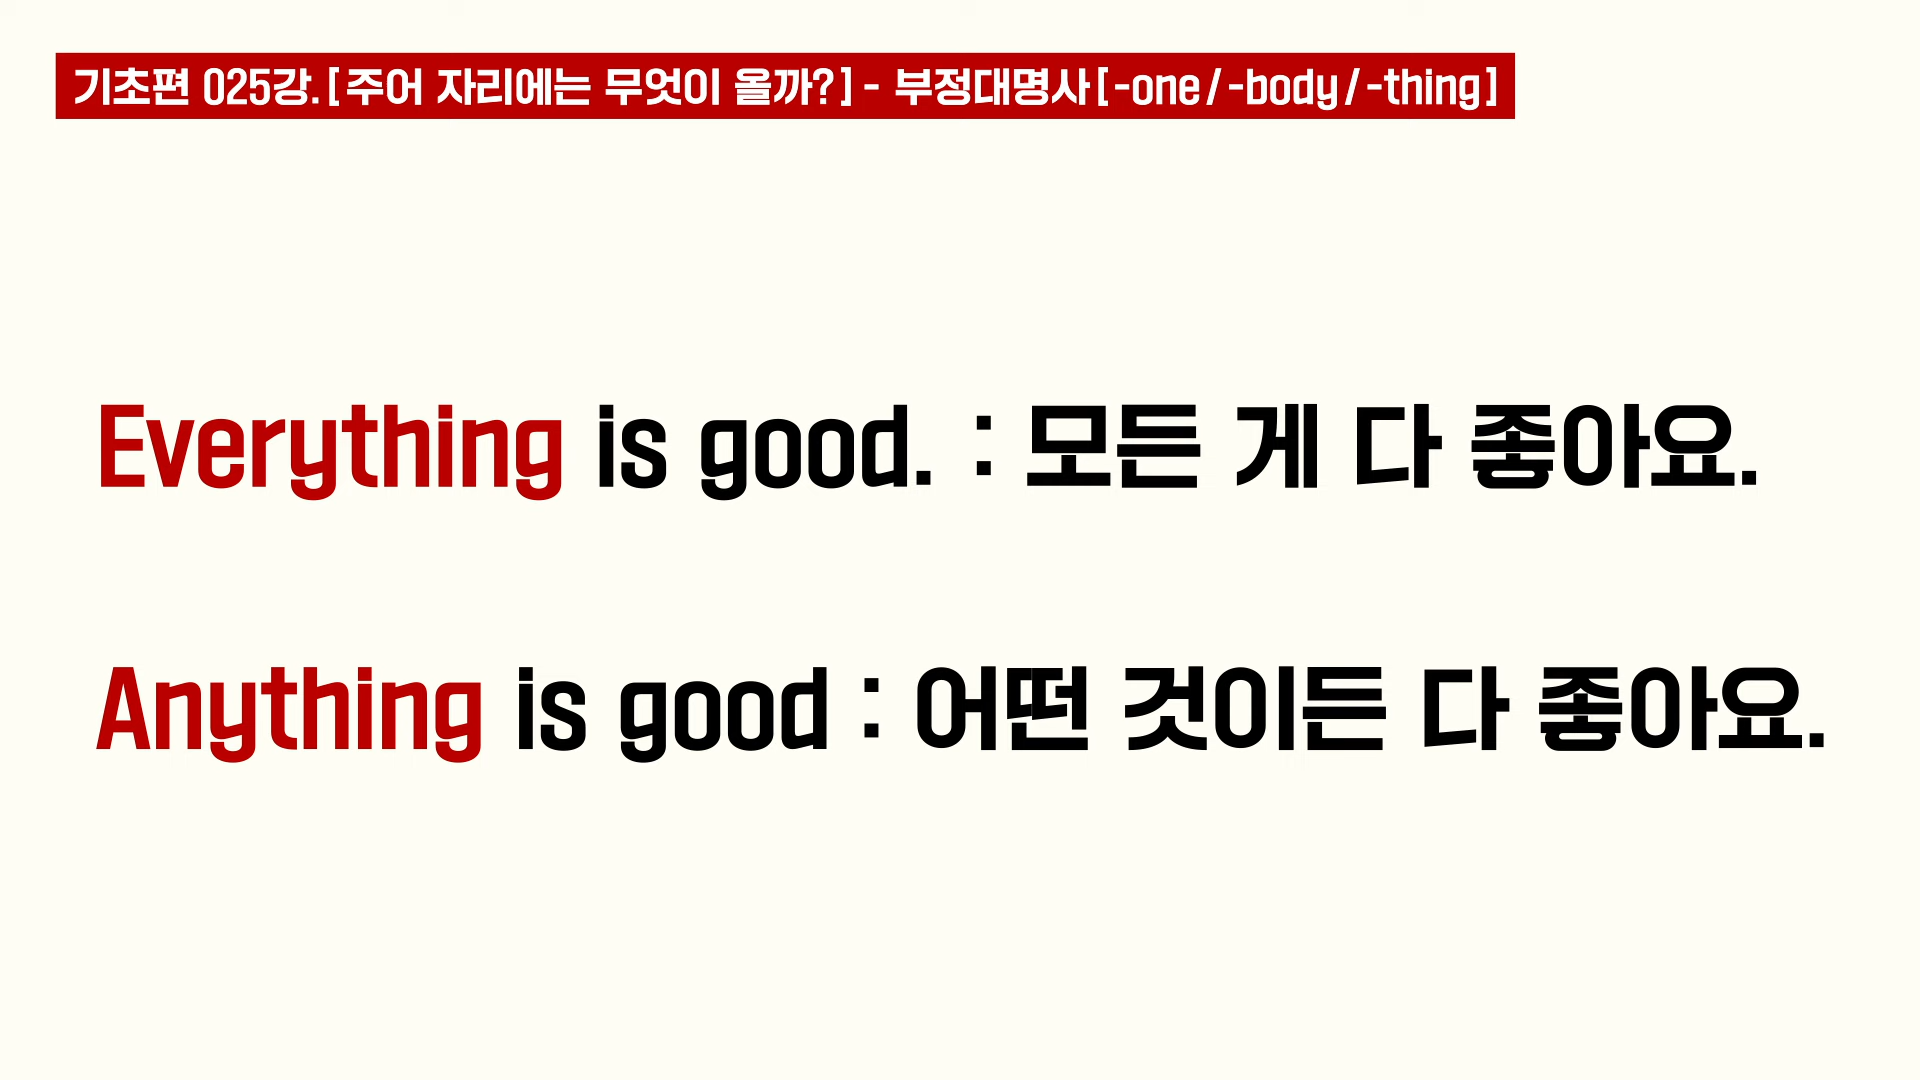 기초편 025강.[주어 자리에는 무엇이 올까?] - 부정대명사[-one/-body/-thing]
Everything is good. : 모든 게 다 좋아요.
Anything is good : 어떤 것이든 다 좋아요.